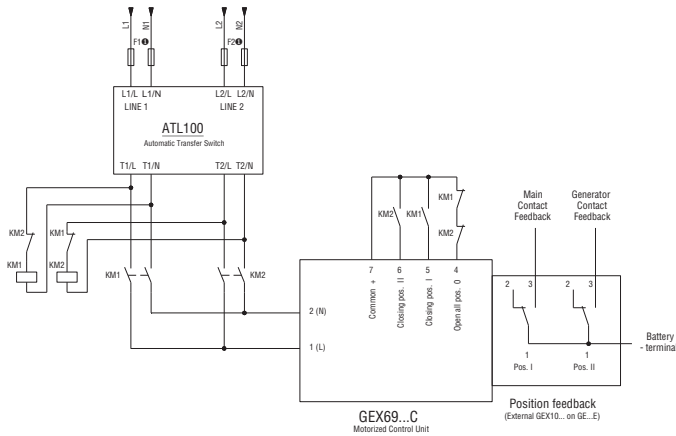 L1
N1
L2
N2
F1❶
F2❶
L1/L L1/N
L2/L L2/N
LINE 1
LINE 2
ATL100
Automatic Transfer Switch
T1/L T1/N
T2/L T2/N
KM2
KM1
KM1
KM2
KM1
KM2
KM2
KM1
KM1
KM2
7
6
5
4
Common +
Closing pos. II
Closing pos. I
Open all pos. 0
2 (N)
1 (L)
GEX69...C
Motorized Control Unit
Main
Contact
Feedback
Generator
Contact
Feedback
2
3
2
3
1
Pos. I
1
Pos. II
Battery
- termina
Position feedback
(External GEX10... on GE...E)